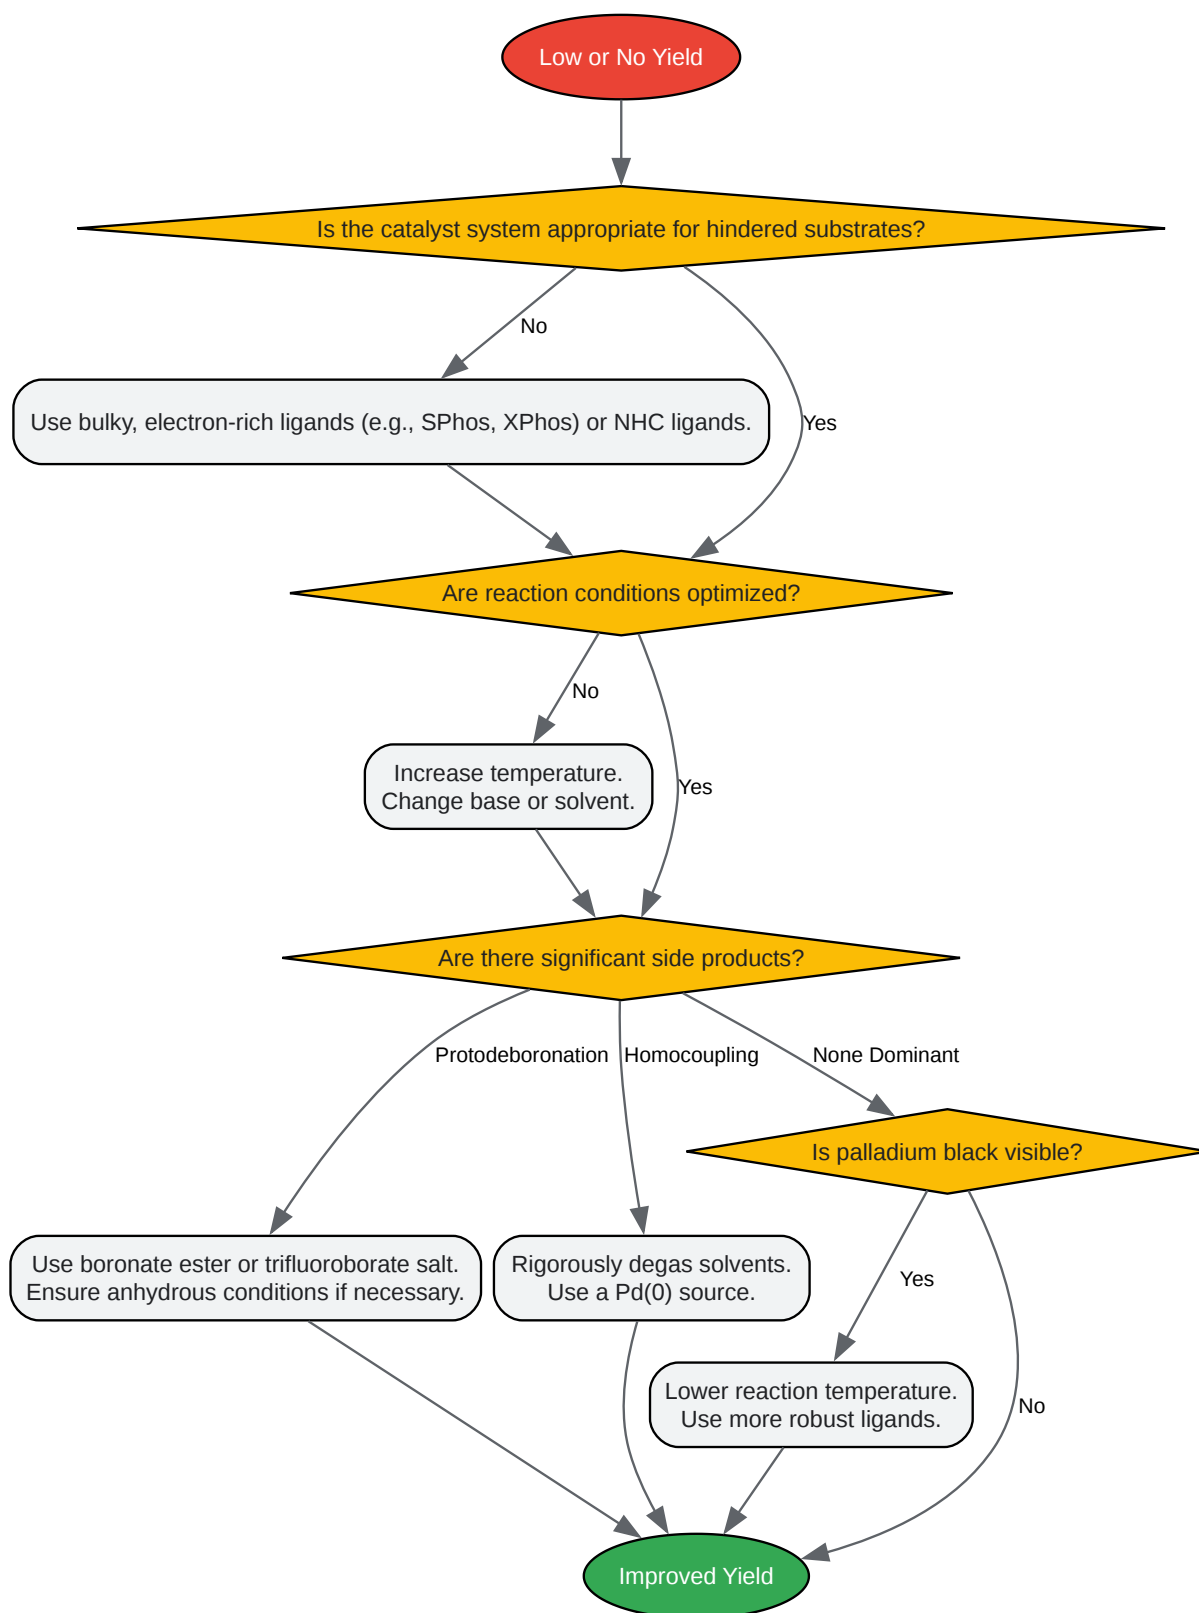 Low or No Yield
Is the catalyst system appropriate for hindered substrates?
No
Use bulky, electron-rich ligands (e.g., SPhos, XPhos) or NHC ligands.
Yes
Are reaction conditions optimized?
No
Increase temperature.
Change base or solvent.
Yes
Are there significant side products?
Protodeboronation
Homocoupling
None Dominant
Is palladium black visible?
Use boronate ester or trifluoroborate salt.
Ensure anhydrous conditions if necessary.
Rigorously degas solvents.
Use a Pd(0) source.
Yes
Lower reaction temperature.
Use more robust ligands.
No
Improved Yield